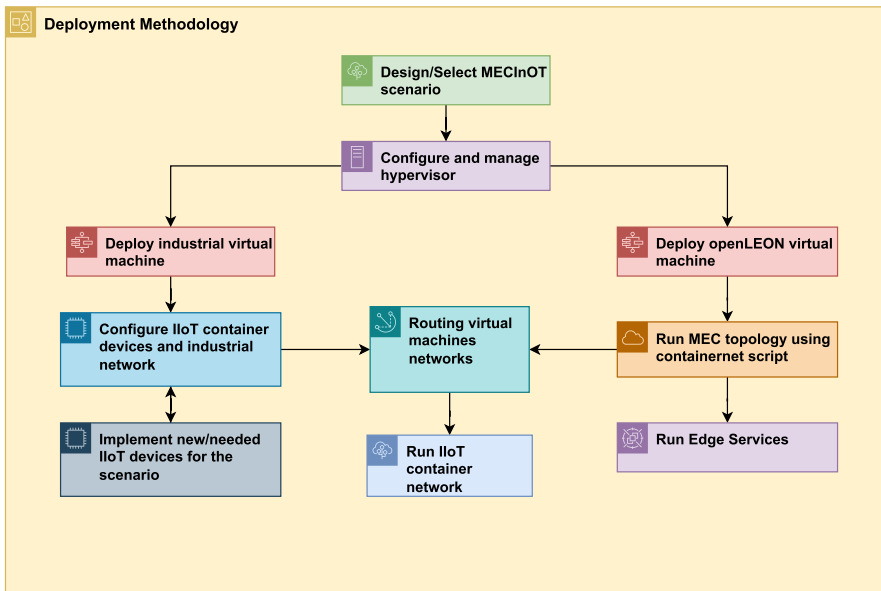 Deployment Methodology
Design/Select MECInOT
scenario
Configure and manage
hypervisor
Deploy industrial virtual
machine
Deploy openLEON virtual
machine
Configure IIoT container
devices and industrial
network
Routing virtual
machines
networks
Run MEC topology using
containernet script
Implement new/needed
IIoT devices for the
scenario
Run IIoT
container
network
Run Edge Services